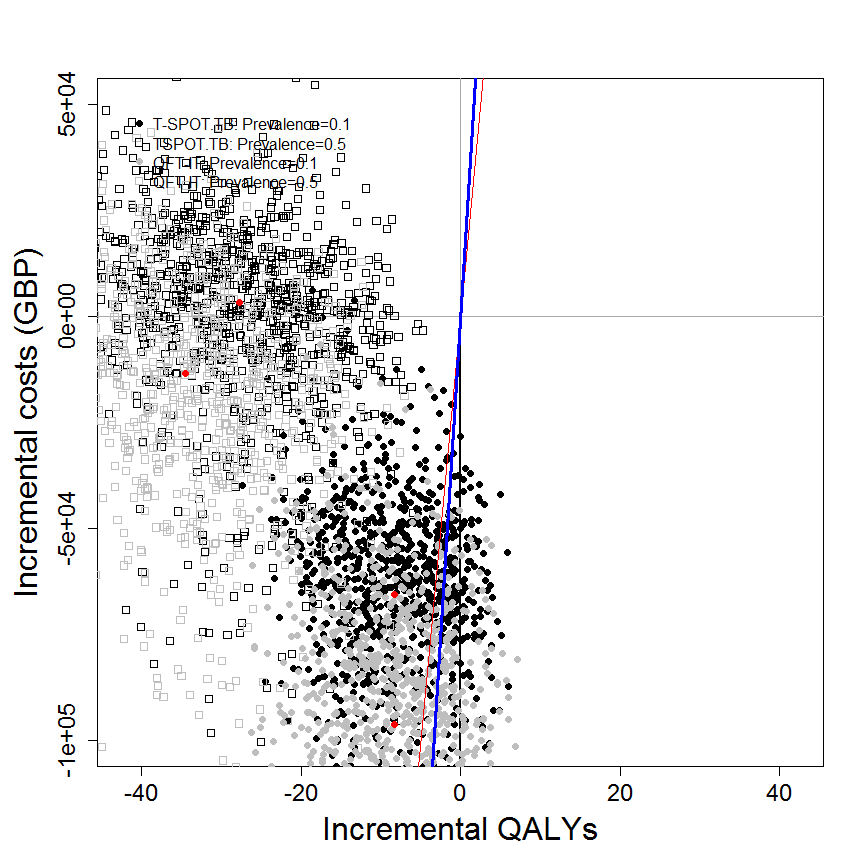 5e+04
T-SPOT.TB: Prevalence=0.1
TSPOT.TB: Prevalence=0.5
QFT-IT: Prevalence=0.1
QFT-IT: Prevalence=0.5
0e+00
-5e+04
-1e+05
Incremental costs (GBP)
-40 -20 0 20 40
Incremental QALYs